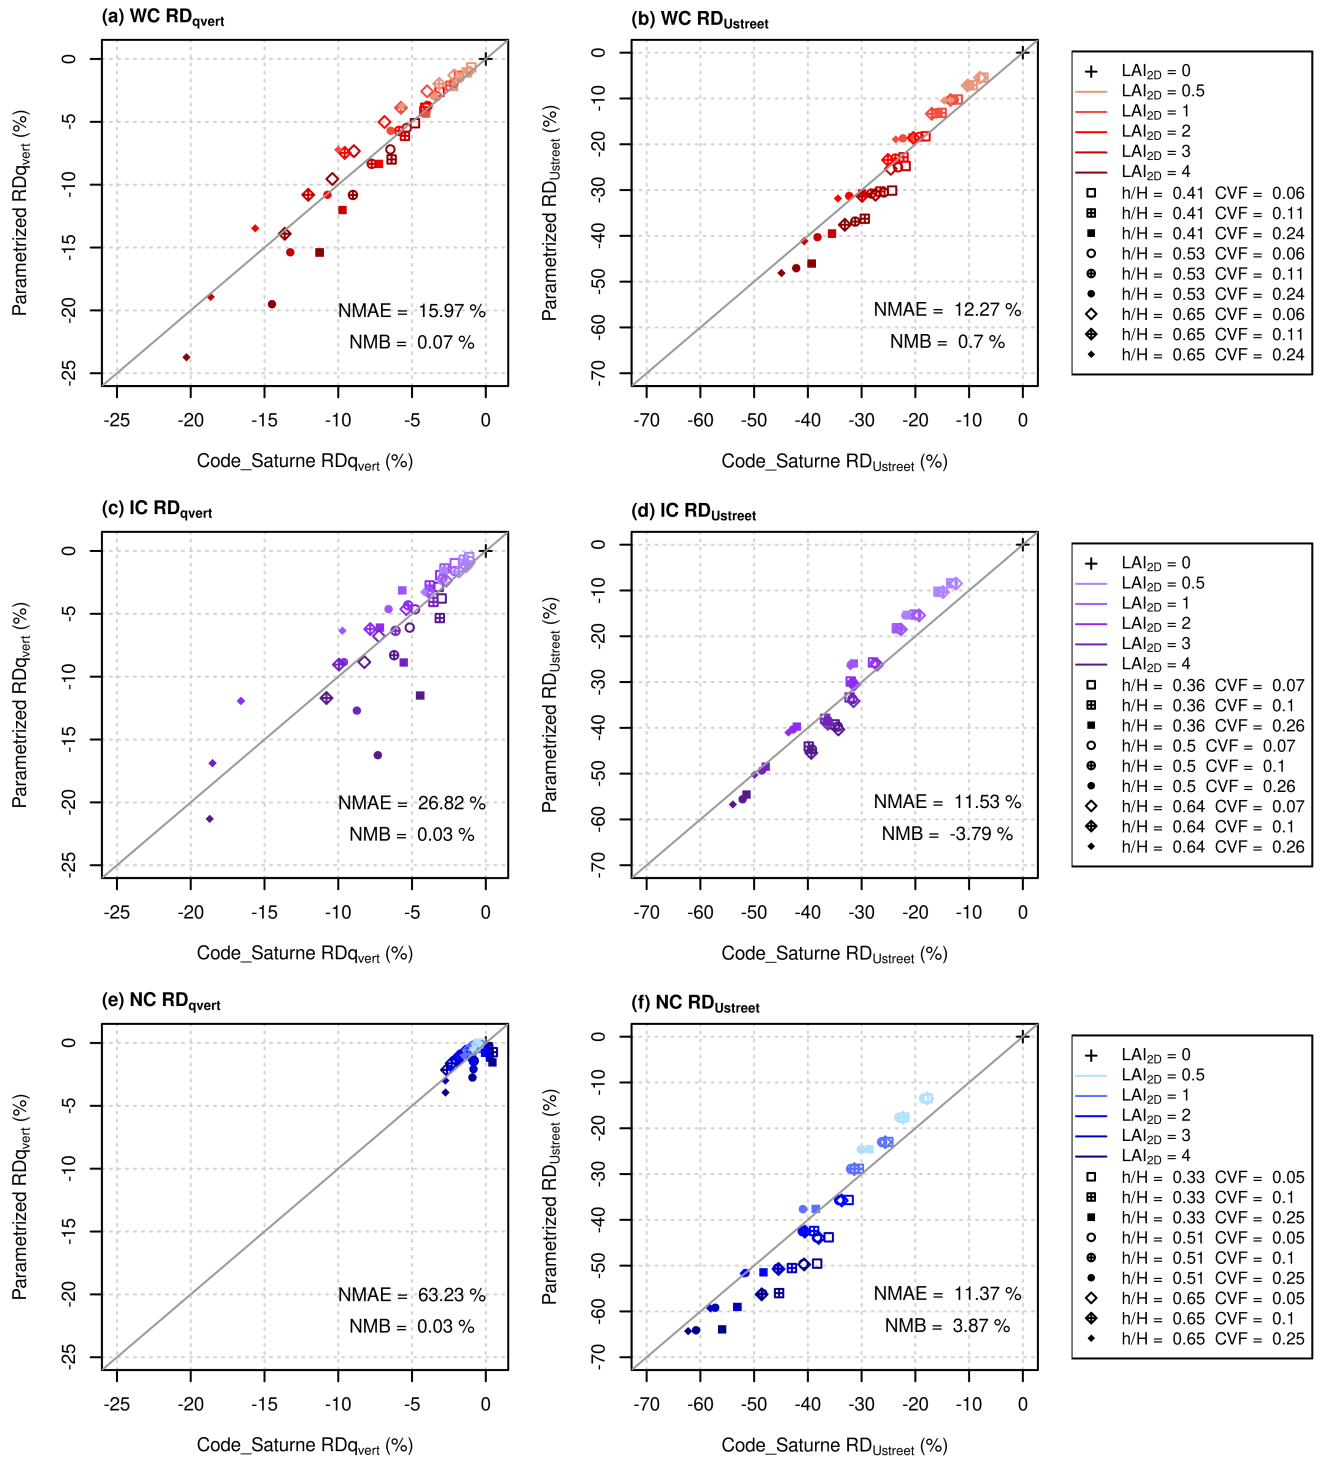 (a) WC RDqvert
(b) WC RDUstreet
Parametrized RDqvert (%)
0
-5
-10
-15
-20
-25
NMAE = 15.97 %
NMB = 0.07 %
-25 -20 -15 -10 -5 0
Code_Saturne RDqvert (%)
Parametrized RDUstreet (%)
0
-10
-20
-30
-40
-50
-60
-70
NMAE = 12.27 %
NMB = 0.7 %
-70 -60 -50 -40 -30 -20 -10 0
Code_Saturne RDUstreet (%)
LAI2D = 0
LAI2D = 0.5
LAI2D = 1
LAI2D = 2
LAI2D = 3
LAI2D = 4
h/H = 0.41 CVF = 0.06
h/H = 0.41 CVF = 0.11
h/H = 0.41 CVF = 0.24
h/H = 0.53 CVF = 0.06
h/H = 0.53 CVF = 0.11
h/H = 0.53 CVF = 0.24
h/H = 0.65 CVF = 0.06
h/H = 0.65 CVF = 0.11
h/H = 0.65 CVF = 0.24
(c) IC RDqvert
(d) IC RDUstreet
Parametrized RDqvert (%)
0
-5
-10
-15
-20
-25
NMAE = 26.82 %
NMB = 0.03 %
-25 -20 -15 -10 -5 0
Code_Saturne RDqvert (%)
Parametrized RDUstreet (%)
0
-10
-20
-30
-40
-50
-60
-70
NMAE = 11.53 %
NMB = -3.79 %
-70 -60 -50 -40 -30 -20 -10 0
Code_Saturne RDUstreet (%)
LAI2D = 0
LAI2D = 0.5
LAI2D = 1
LAI2D = 2
LAI2D = 3
LAI2D = 4
h/H = 0.36 CVF = 0.07
h/H = 0.36 CVF = 0.1
h/H = 0.36 CVF = 0.26
h/H = 0.5 CVF = 0.07
h/H = 0.5 CVF = 0.1
h/H = 0.5 CVF = 0.26
h/H = 0.64 CVF = 0.07
h/H = 0.64 CVF = 0.1
h/H = 0.64 CVF = 0.26
(e) NC RDqvert
(f) NC RDUstreet
Parametrized RDqvert (%)
0
-5
-10
-15
-20
-25
NMAE = 63.23 %
NMB = 0.03 %
-25 -20 -15 -10 -5 0
Code_Saturne RDqvert (%)
Parametrized RDUstreet (%)
0
-10
-20
-30
-40
-50
-60
-70
NMAE = 11.37 %
NMB = 3.87 %
-70 -60 -50 -40 -30 -20 -10 0
Code_Saturne RDUstreet (%)
LAI2D = 0
LAI2D = 0.5
LAI2D = 1
LAI2D = 2
LAI2D = 3
LAI2D = 4
h/H = 0.33 CVF = 0.05
h/H = 0.33 CVF = 0.1
h/H = 0.33 CVF = 0.25
h/H = 0.51 CVF = 0.05
h/H = 0.51 CVF = 0.1
h/H = 0.51 CVF = 0.25
h/H = 0.65 CVF = 0.05
h/H = 0.65 CVF = 0.1
h/H = 0.65 CVF = 0.25